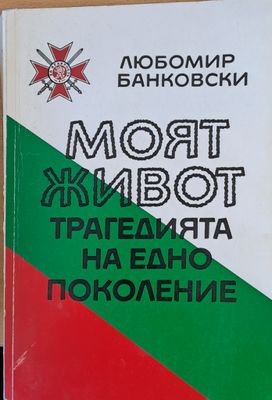 ЛЮБОМИР
БАНКОВСКИ
МОЯТ
ЖИВОТ
ТРАГЕДИЯТА
НА ЕДНО
ПОКОЛЕНИЕ